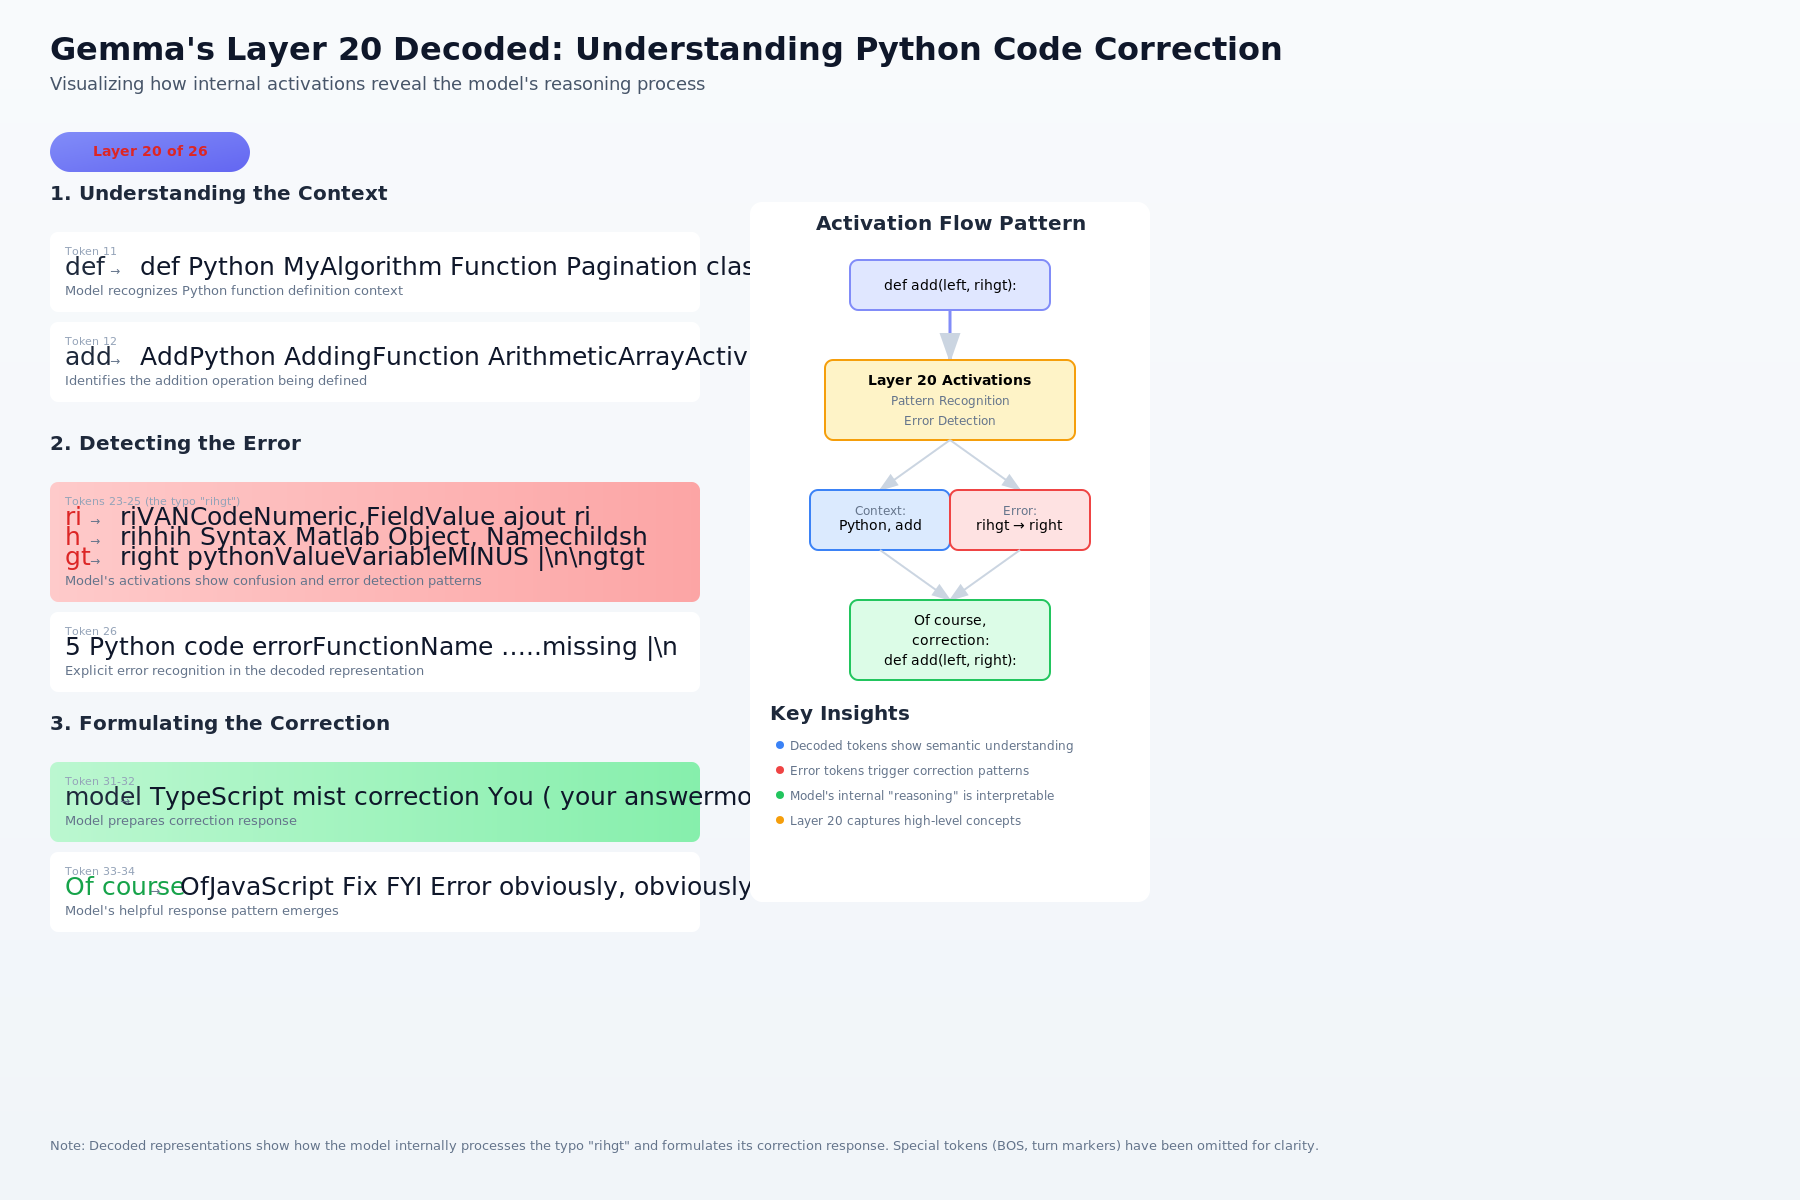 Gemma's Layer 20 Decoded: Understanding Python Code Correction
Visualizing how internal activations reveal the model's reasoning process
Layer 20 of 26
1. Understanding the Context
Token 11
def → def Python MyAlgorithm Function Pagination clas
Model recognizes Python function definition context
Token 12
add → AddPython AddingFunction ArithmeticArrayActiv
Identifies the addition operation being defined
2. Detecting the Error
Tokens 23-25 (the typo "rihgt")
ri → riVANCodeNumeric,FieldValue ajout ri
h → rihhih Syntax Matlab Object, Namechildsh
gt → right pythonValueVariableMINUS |\n\ngtgt
Model's activations show confusion and error detection patterns
Token 26
5 Python code errorFunctionName .....missing |\n
Explicit error recognition in the decoded representation
3. Formulating the Correction
Token 31-32
model TypeScript mist correction You ( your answermo
Model prepares correction response
Token 33-34
Of course → OfJavaScript Fix FYI Error obviously, obviously
Model's helpful response pattern emerges
Activation Flow Pattern
def add(left, rihgt):
Layer 20 Activations
Pattern Recognition
Error Detection
Context:
Python, add
Error:
rihgt → right
Of course,
correction:
def add(left, right):
Key Insights
Decoded tokens show semantic understanding
Error tokens trigger correction patterns
Model's internal "reasoning" is interpretable
Layer 20 captures high-level concepts
Note: Decoded representations show how the model internally processes the typo "rihgt" and formulates its correction response. Special tokens (BOS, turn markers) have been omitted for clarity.